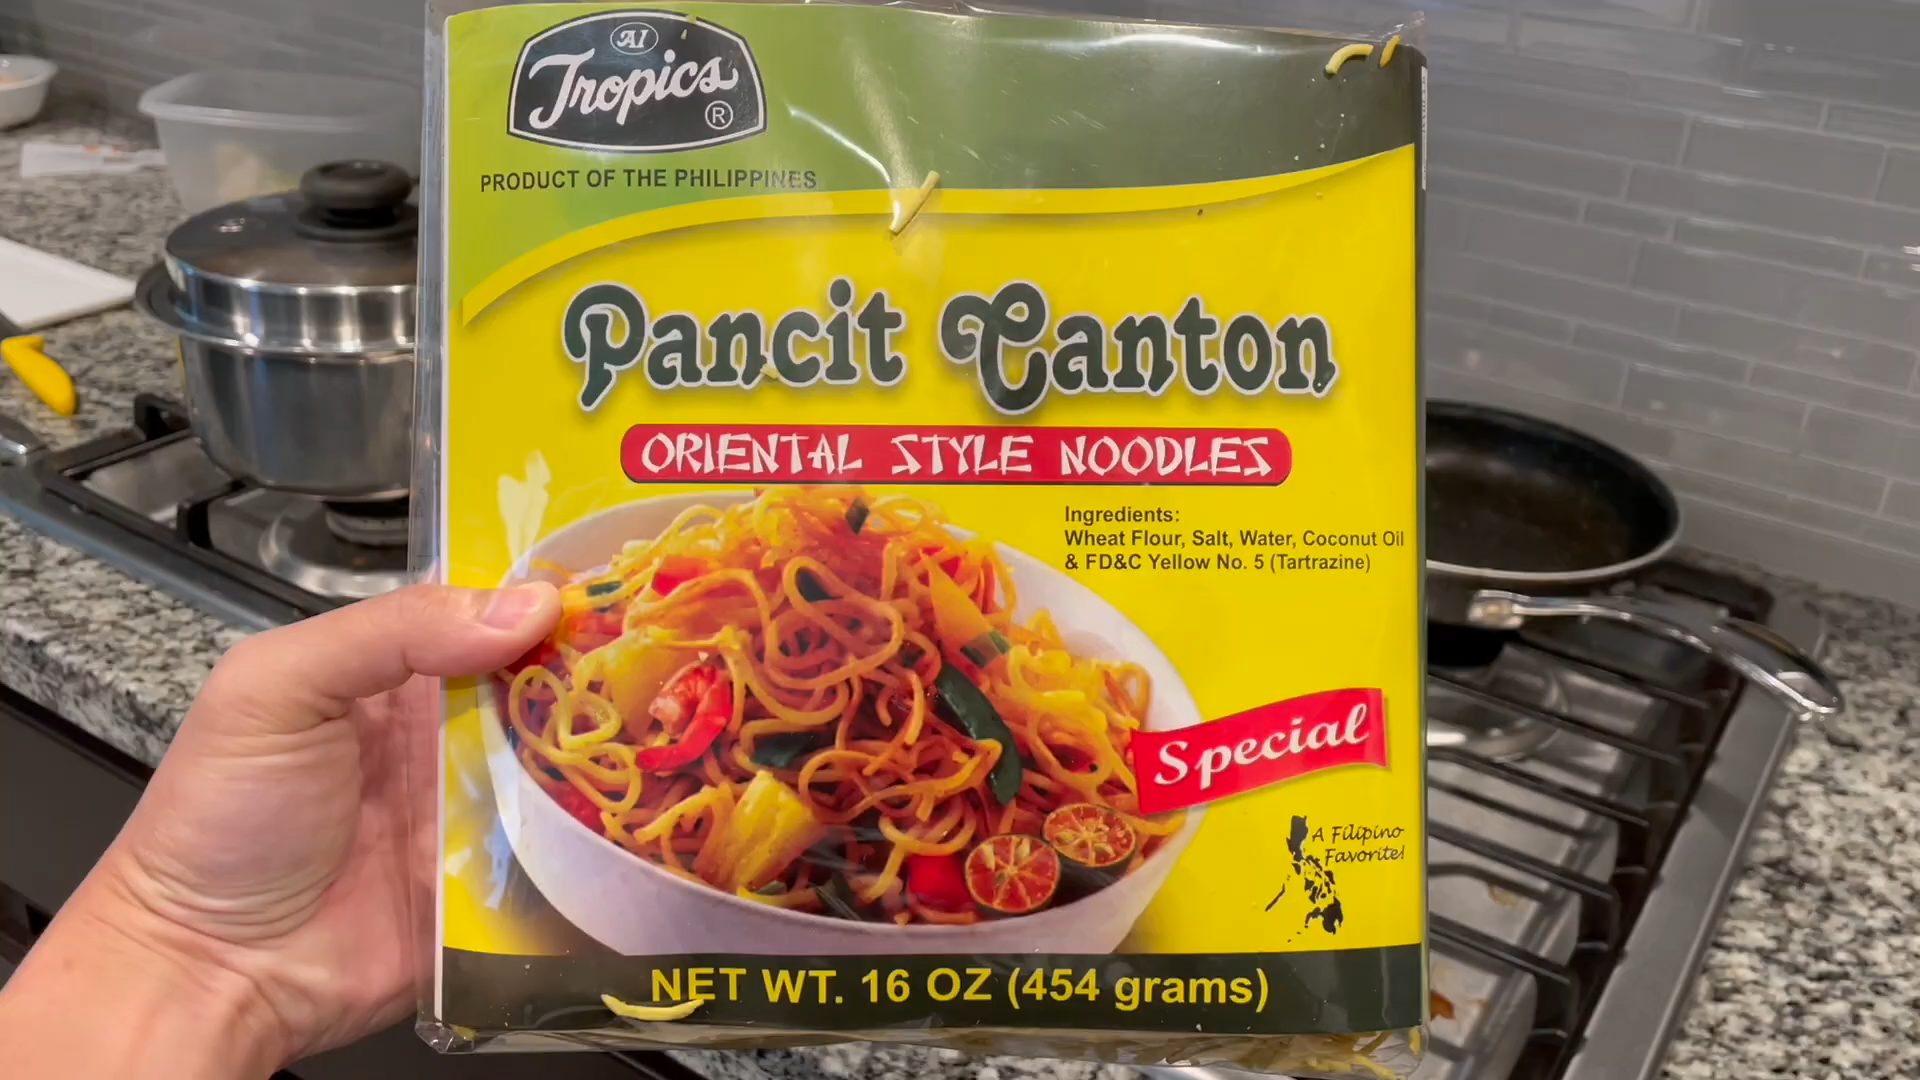 AI
Tropics
®
PRODUCT OF THE PHILIPPINES
Pancit Canton
ORIENTAL STYLE NOODLES
Ingredients:
Wheat Flour, Salt, Water, Coconut Oil
& FD&C Yellow No. 5 (Tartrazine)
Special
A Filipino
Favorite!
NET WT. 16 OZ (454 grams)